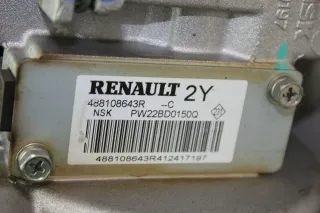 RENAULT 2Y
488108643R --C
NSK PW22BD0150Q
488108643R412417197